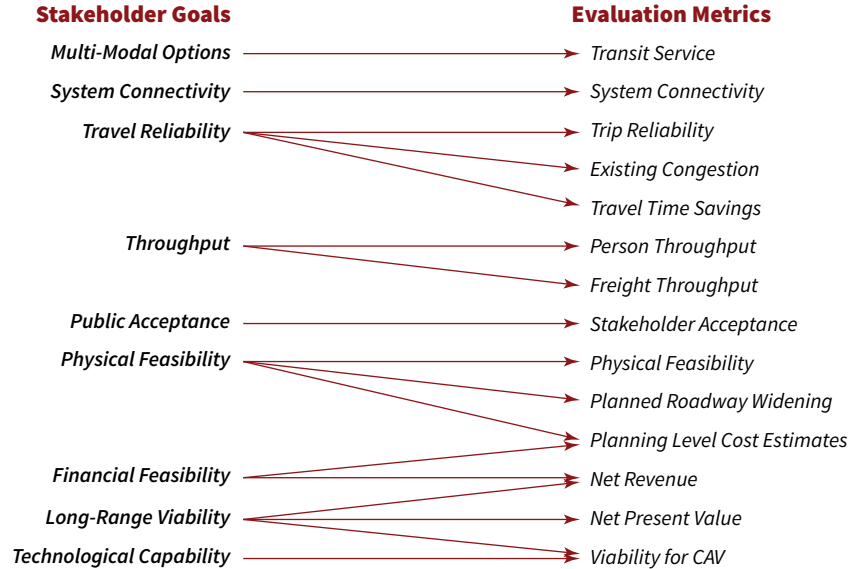 Stakeholder Goals
Evaluation Metrics
Multi-Modal Options
Transit Service
System Connectivity
System Connectivity
Travel Reliability
Trip Reliability
Existing Congestion
Travel Time Savings
Throughput
Person Throughput
Freight Throughput
Public Acceptance
Stakeholder Acceptance
Physical Feasibility
Physical Feasibility
Planned Roadway Widening
Planning Level Cost Estimates
Financial Feasibility
Net Revenue
Long-Range Viability
Net Present Value
Technological Capability
Viability for CAV